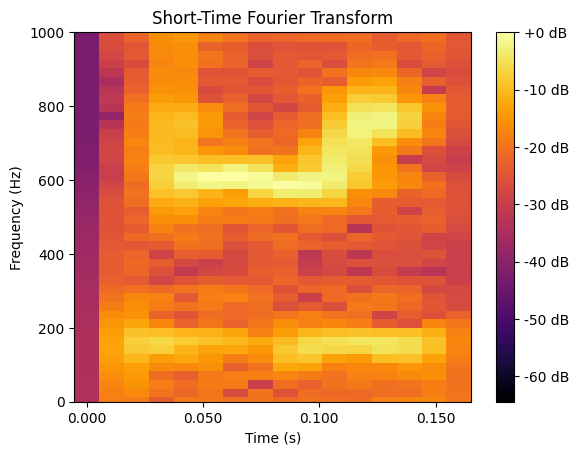 Short-Time Fourier Transform
Frequency (Hz)
1000
800
600
400
200
0
0.000
0.050
0.100
0.150
Time (s)
+0 dB
-10 dB
-20 dB
-30 dB
-40 dB
-50 dB
-60 dB